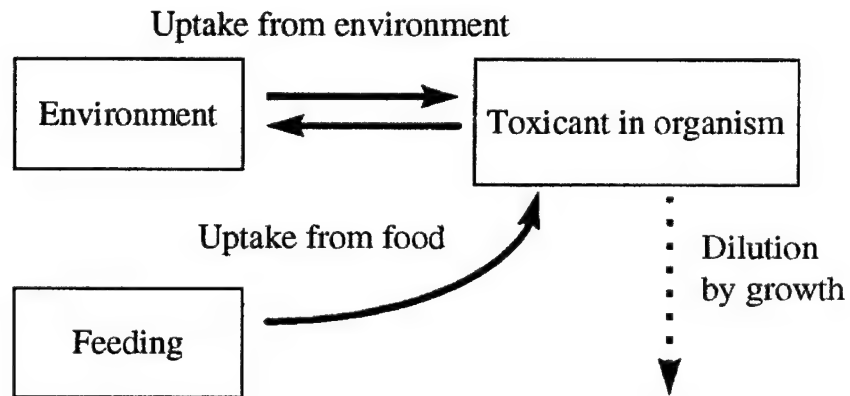 Uptake from environment
Environment
Toxicant in organism
Uptake from food
Dilution
by growth
Feeding